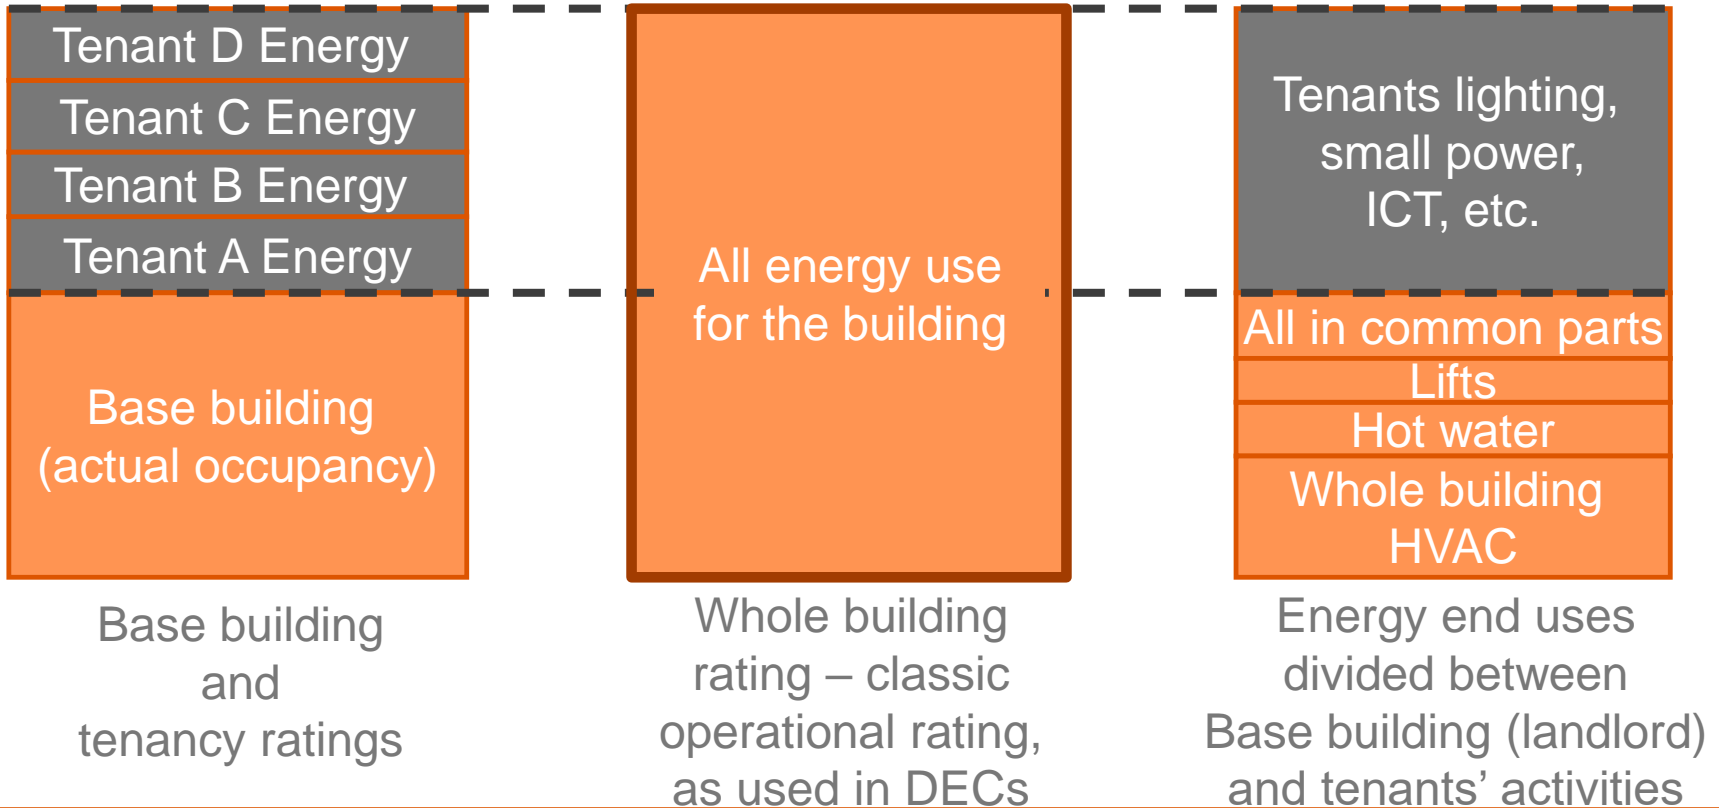 Tenant D Energy
Tenant C Energy
Tenant B Energy
Tenant A Energy
Base building
(actual occupancy)
Base building
and
tenancy ratings
All energy use
for the building
Whole building
rating – classic
operational rating,
as used in DECs
Tenants lighting,
small power,
ICT, etc.
All in common parts
Lifts
Hot water
Whole building
HVAC
Energy end uses
divided between
Base building (landlord)
and tenants’ activities